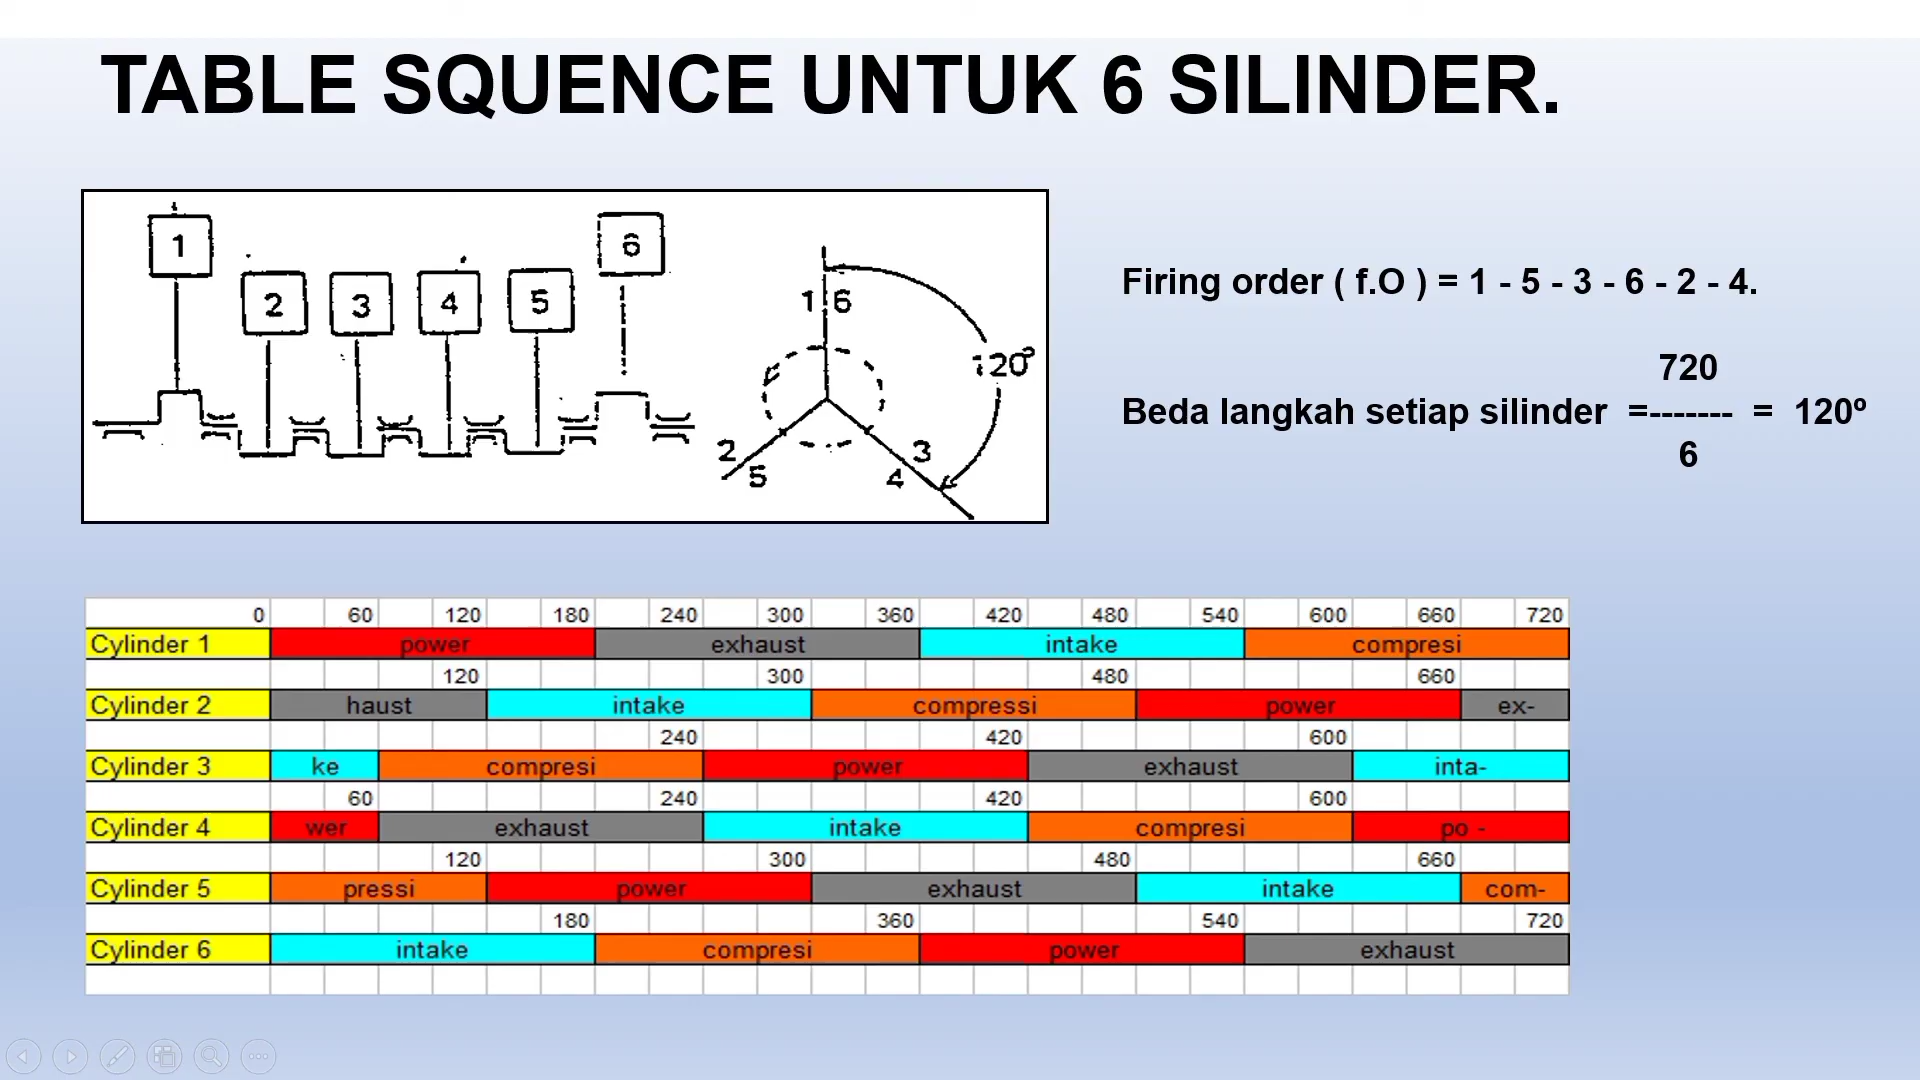 TABLE SQUENCE UNTUK 6 SILINDER.
1
6
2 3 4 5
1 6
120°
2 3
5 4
Firing order ( f.O ) = 1 - 5 - 3 - 6 - 2 - 4.
720
Beda langkah setiap silinder =------- = 120º
6
0 60 120 180 240 300 360 420 480 540 600 660 720
Cylinder 1 power exhaust intake compresi
120 300 480 660
Cylinder 2 haust intake compressi power ex-
240 420 600
Cylinder 3 ke compresi power exhaust inta-
60 240 420 600
Cylinder 4 wer exhaust intake compresi po -
120 300 480 660
Cylinder 5 pressi power exhaust intake com-
180 360 540 720
Cylinder 6 intake compresi power exhaust